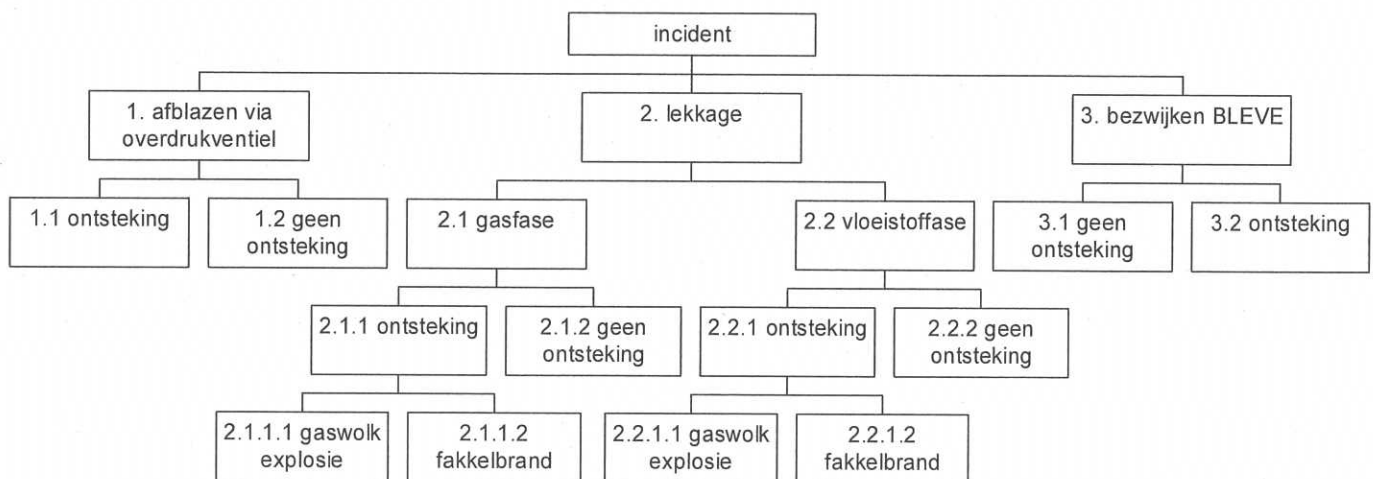 incident
1. afblazen via
overdrukventiel
2. lekkage
3. bezwijken BLEVE
1.1 ontsteking
1.2 geen
ontsteking
2.1 gasfase
2.2 vloeistoffase
3.1 geen
ontsteking
3.2 ontsteking
2.1.1 ontsteking
2.1.2 geen
ontsteking
2.2.1 ontsteking
2.2.2 geen
ontsteking
2.1.1.1 gaswolk
explosie
2.1.1.2
fakkelbrand
2.2.1.1 gaswolk
explosie
2.2.1.2
fakkelbrand